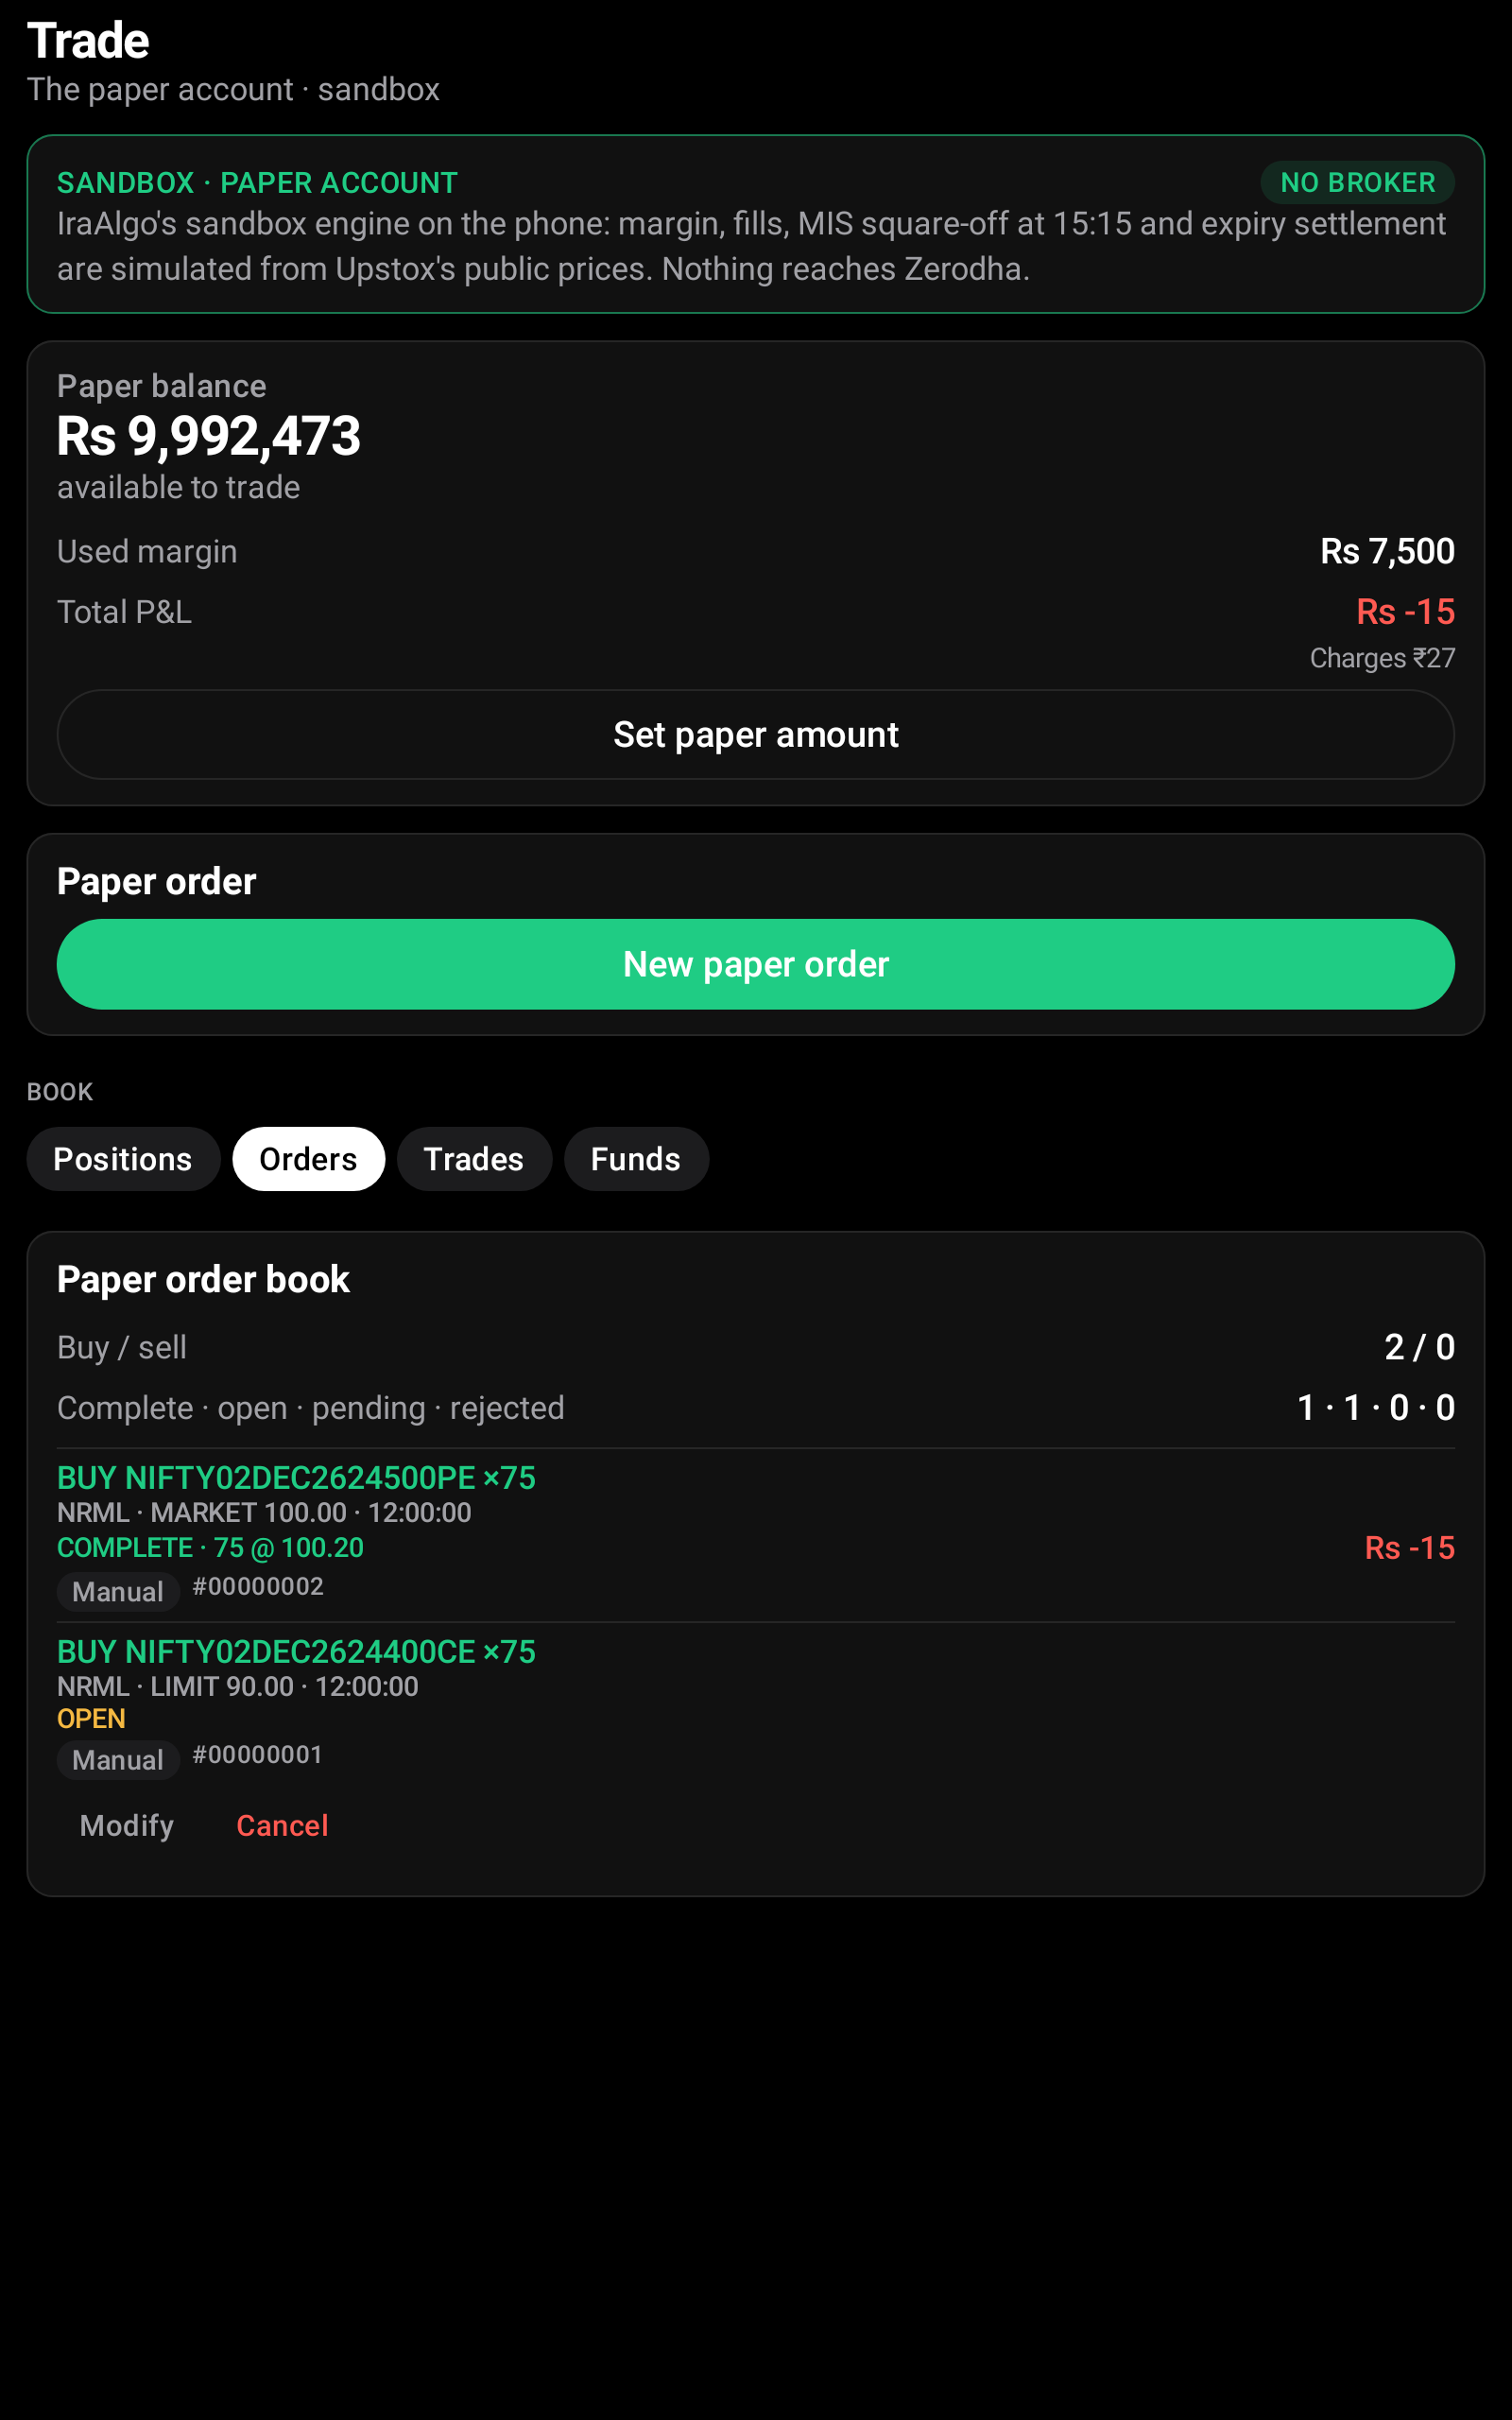 Trade
The paper account · sandbox
SANDBOX · PAPER ACCOUNT
NO BROKER
IraAlgo's sandbox engine on the phone: margin, fills, MIS square-off at 15:15 and expiry settlement
are simulated from Upstox's public prices. Nothing reaches Zerodha.
Paper balance
Rs 9,992,473
available to trade
Used margin Rs 7,500
Total P&L Rs -15
Charges ₹27
Set paper amount
Paper order
New paper order
BOOK
Positions Orders Trades Funds
Paper order book
Buy / sell 2 / 0
Complete · open · pending · rejected 1 · 1 · 0 · 0
BUY NIFTY02DEC2624500PE ×75
NRML · MARKET 100.00 · 12:00:00
COMPLETE · 75 @ 100.20 Rs -15
Manual #00000002
BUY NIFTY02DEC2624400CE ×75
NRML · LIMIT 90.00 · 12:00:00
OPEN
Manual #00000001
Modify Cancel